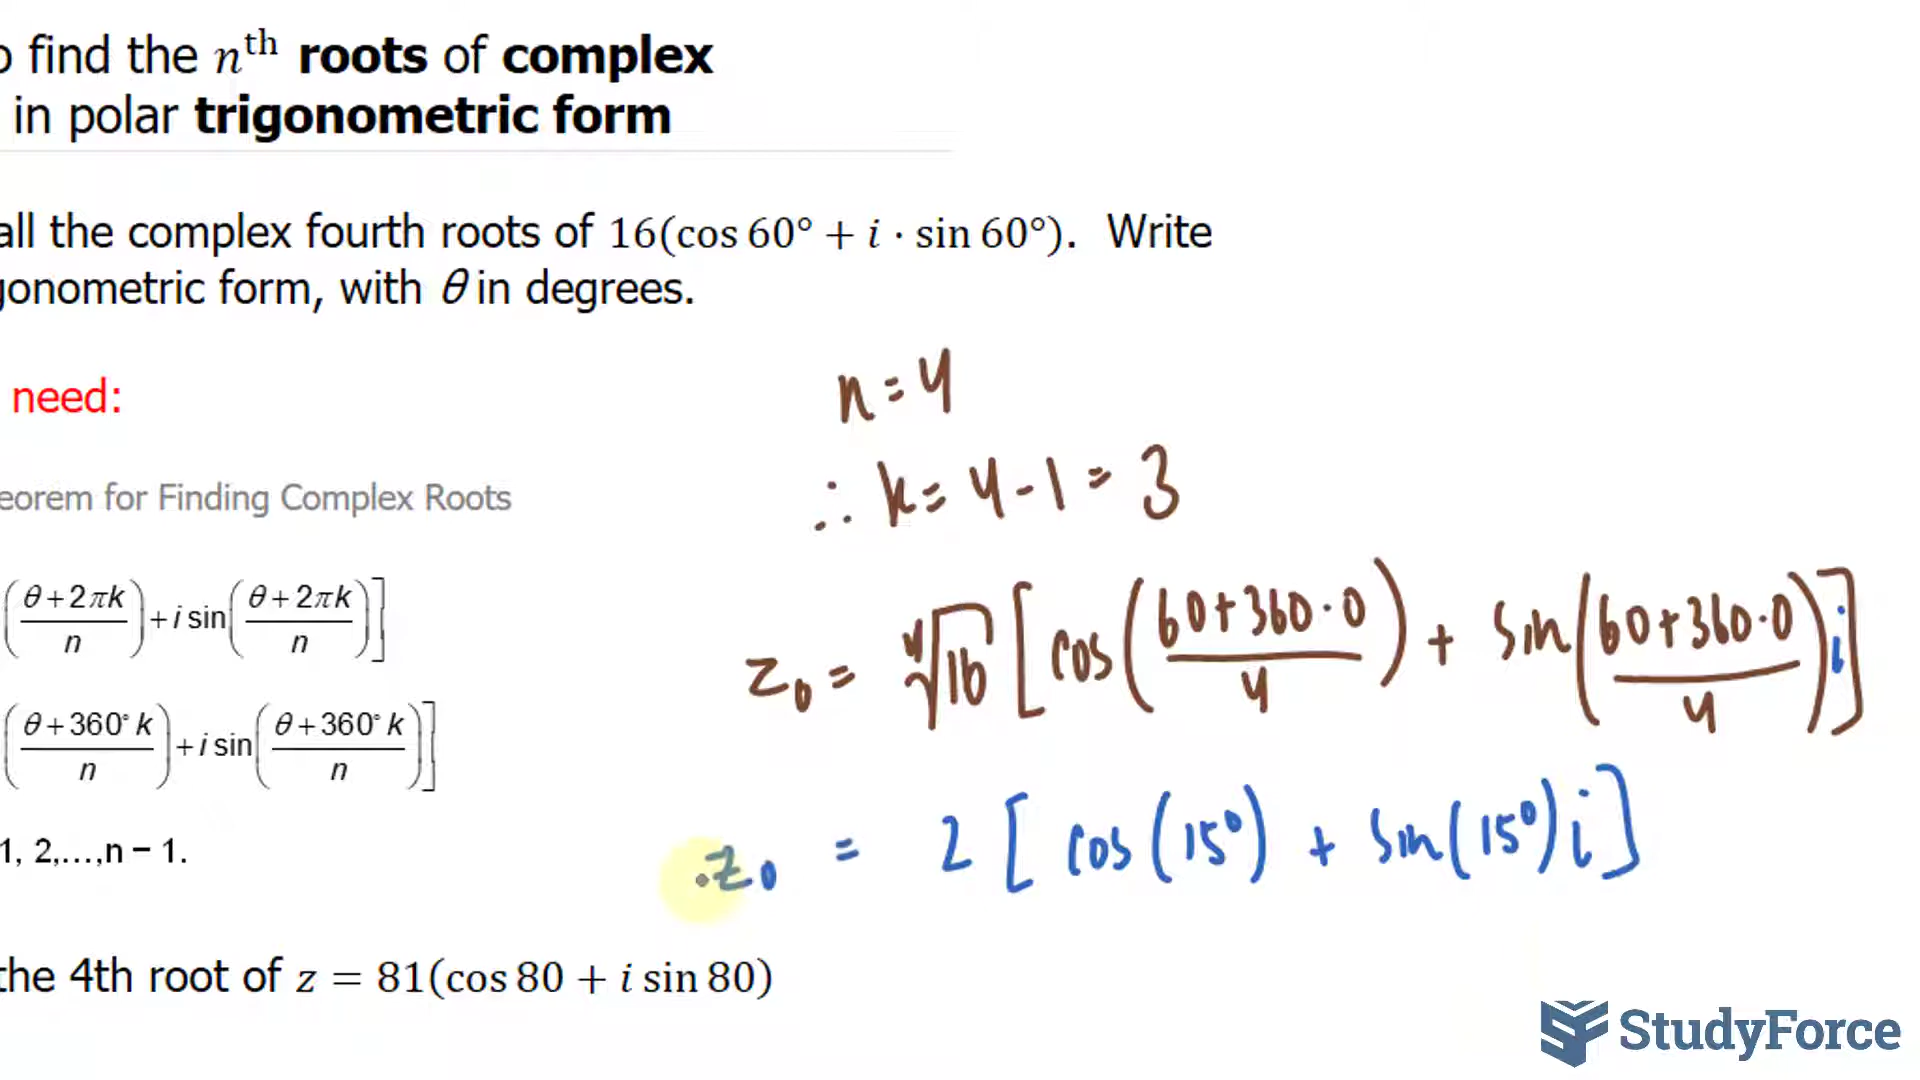 o find the nᵗʰ roots of complex
in polar trigonometric form
all the complex fourth roots of 16(cos 60° + i · sin 60°). Write
gonometric form, with θ in degrees.
need:
n = 4
∴ k = 4 - 1 = 3
eorem for Finding Complex Roots
(θ + 2πk / n) + i sin(θ + 2πk / n)]
z₀ = ⁴√16 [cos(60 + 360 · 0 / 4) + sin(60 + 360 · 0 / 4)i]
(θ + 360° k / n) + i sin(θ + 360° k / n)]
z₀ = 2 [cos(15°) + sin(15°)i]
1, 2,...,n − 1.
the 4th root of z = 81(cos 80 + i sin 80)
StudyForce